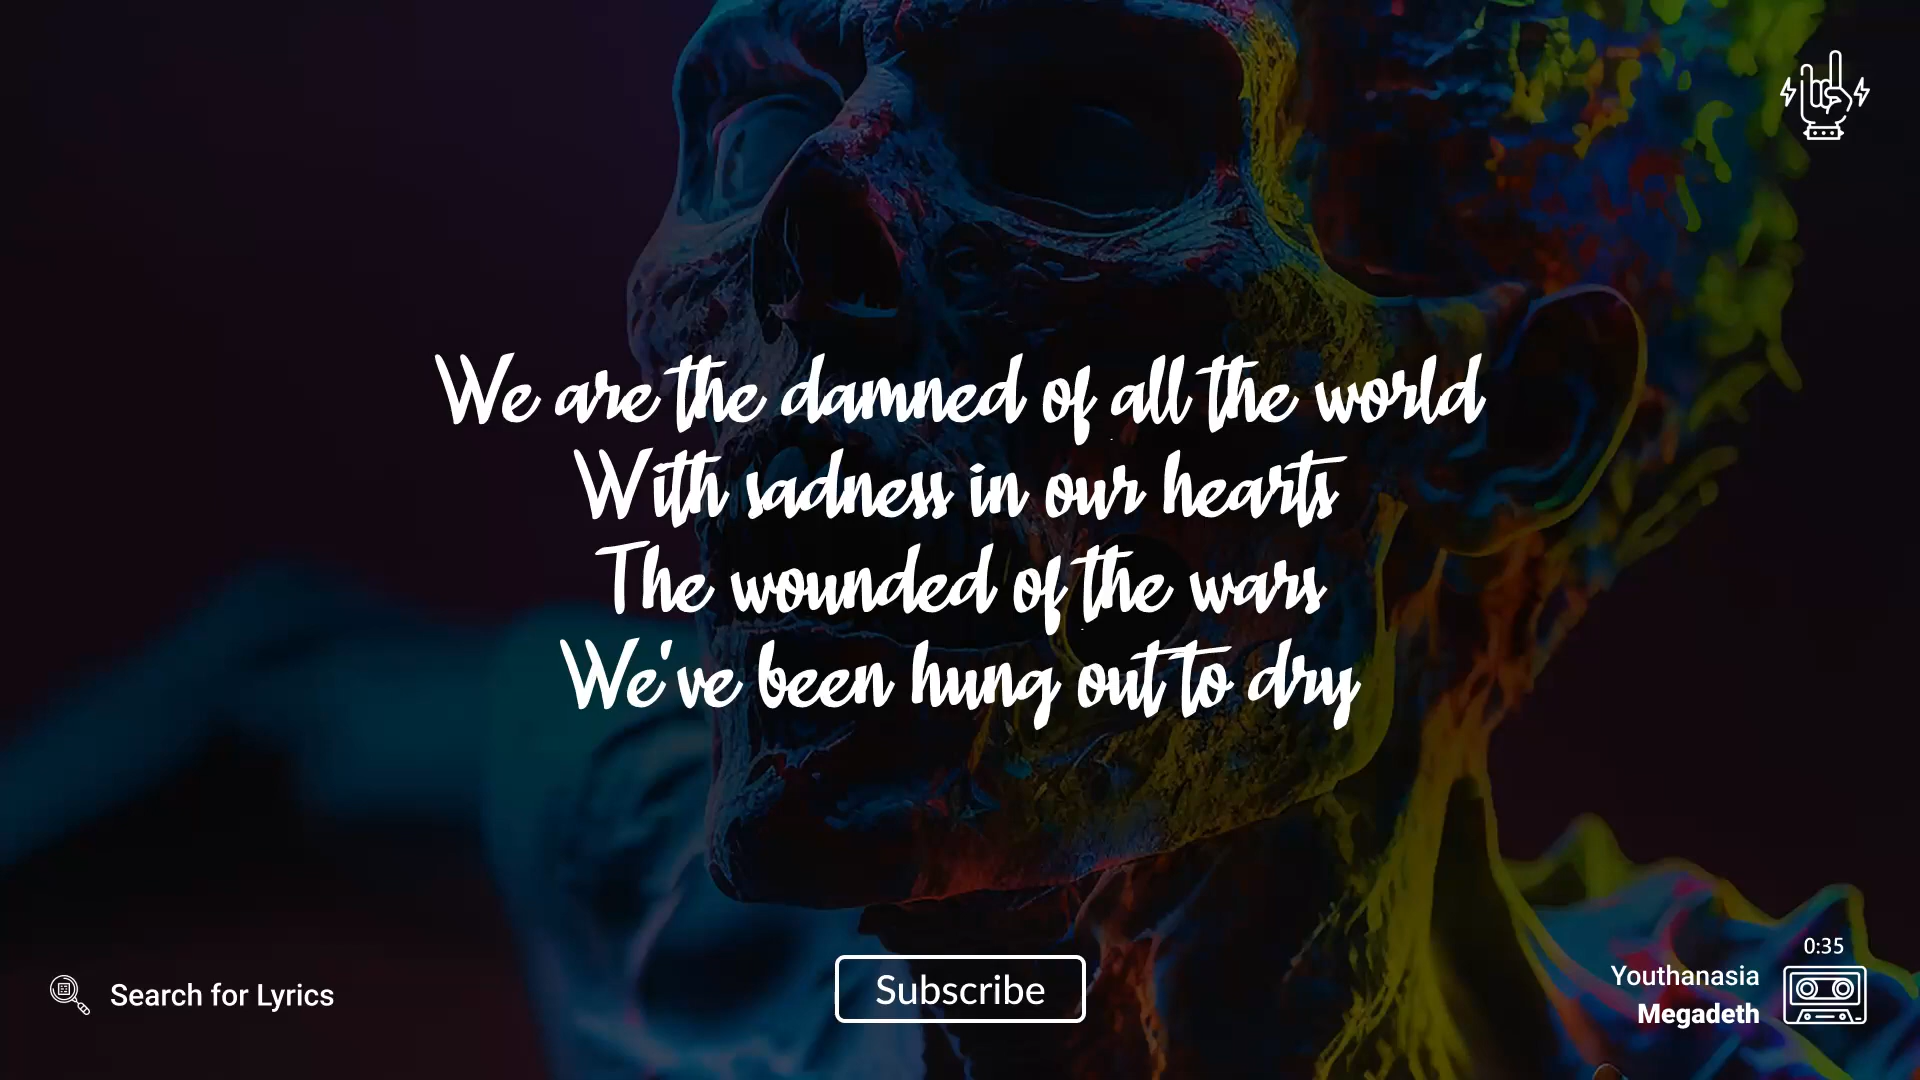 We are the damned of all the world
With sadness in our hearts
The wounded of the wars
We've been hung out to dry
Search for Lyrics
Subscribe
0:35
Youthanasia
Megadeth